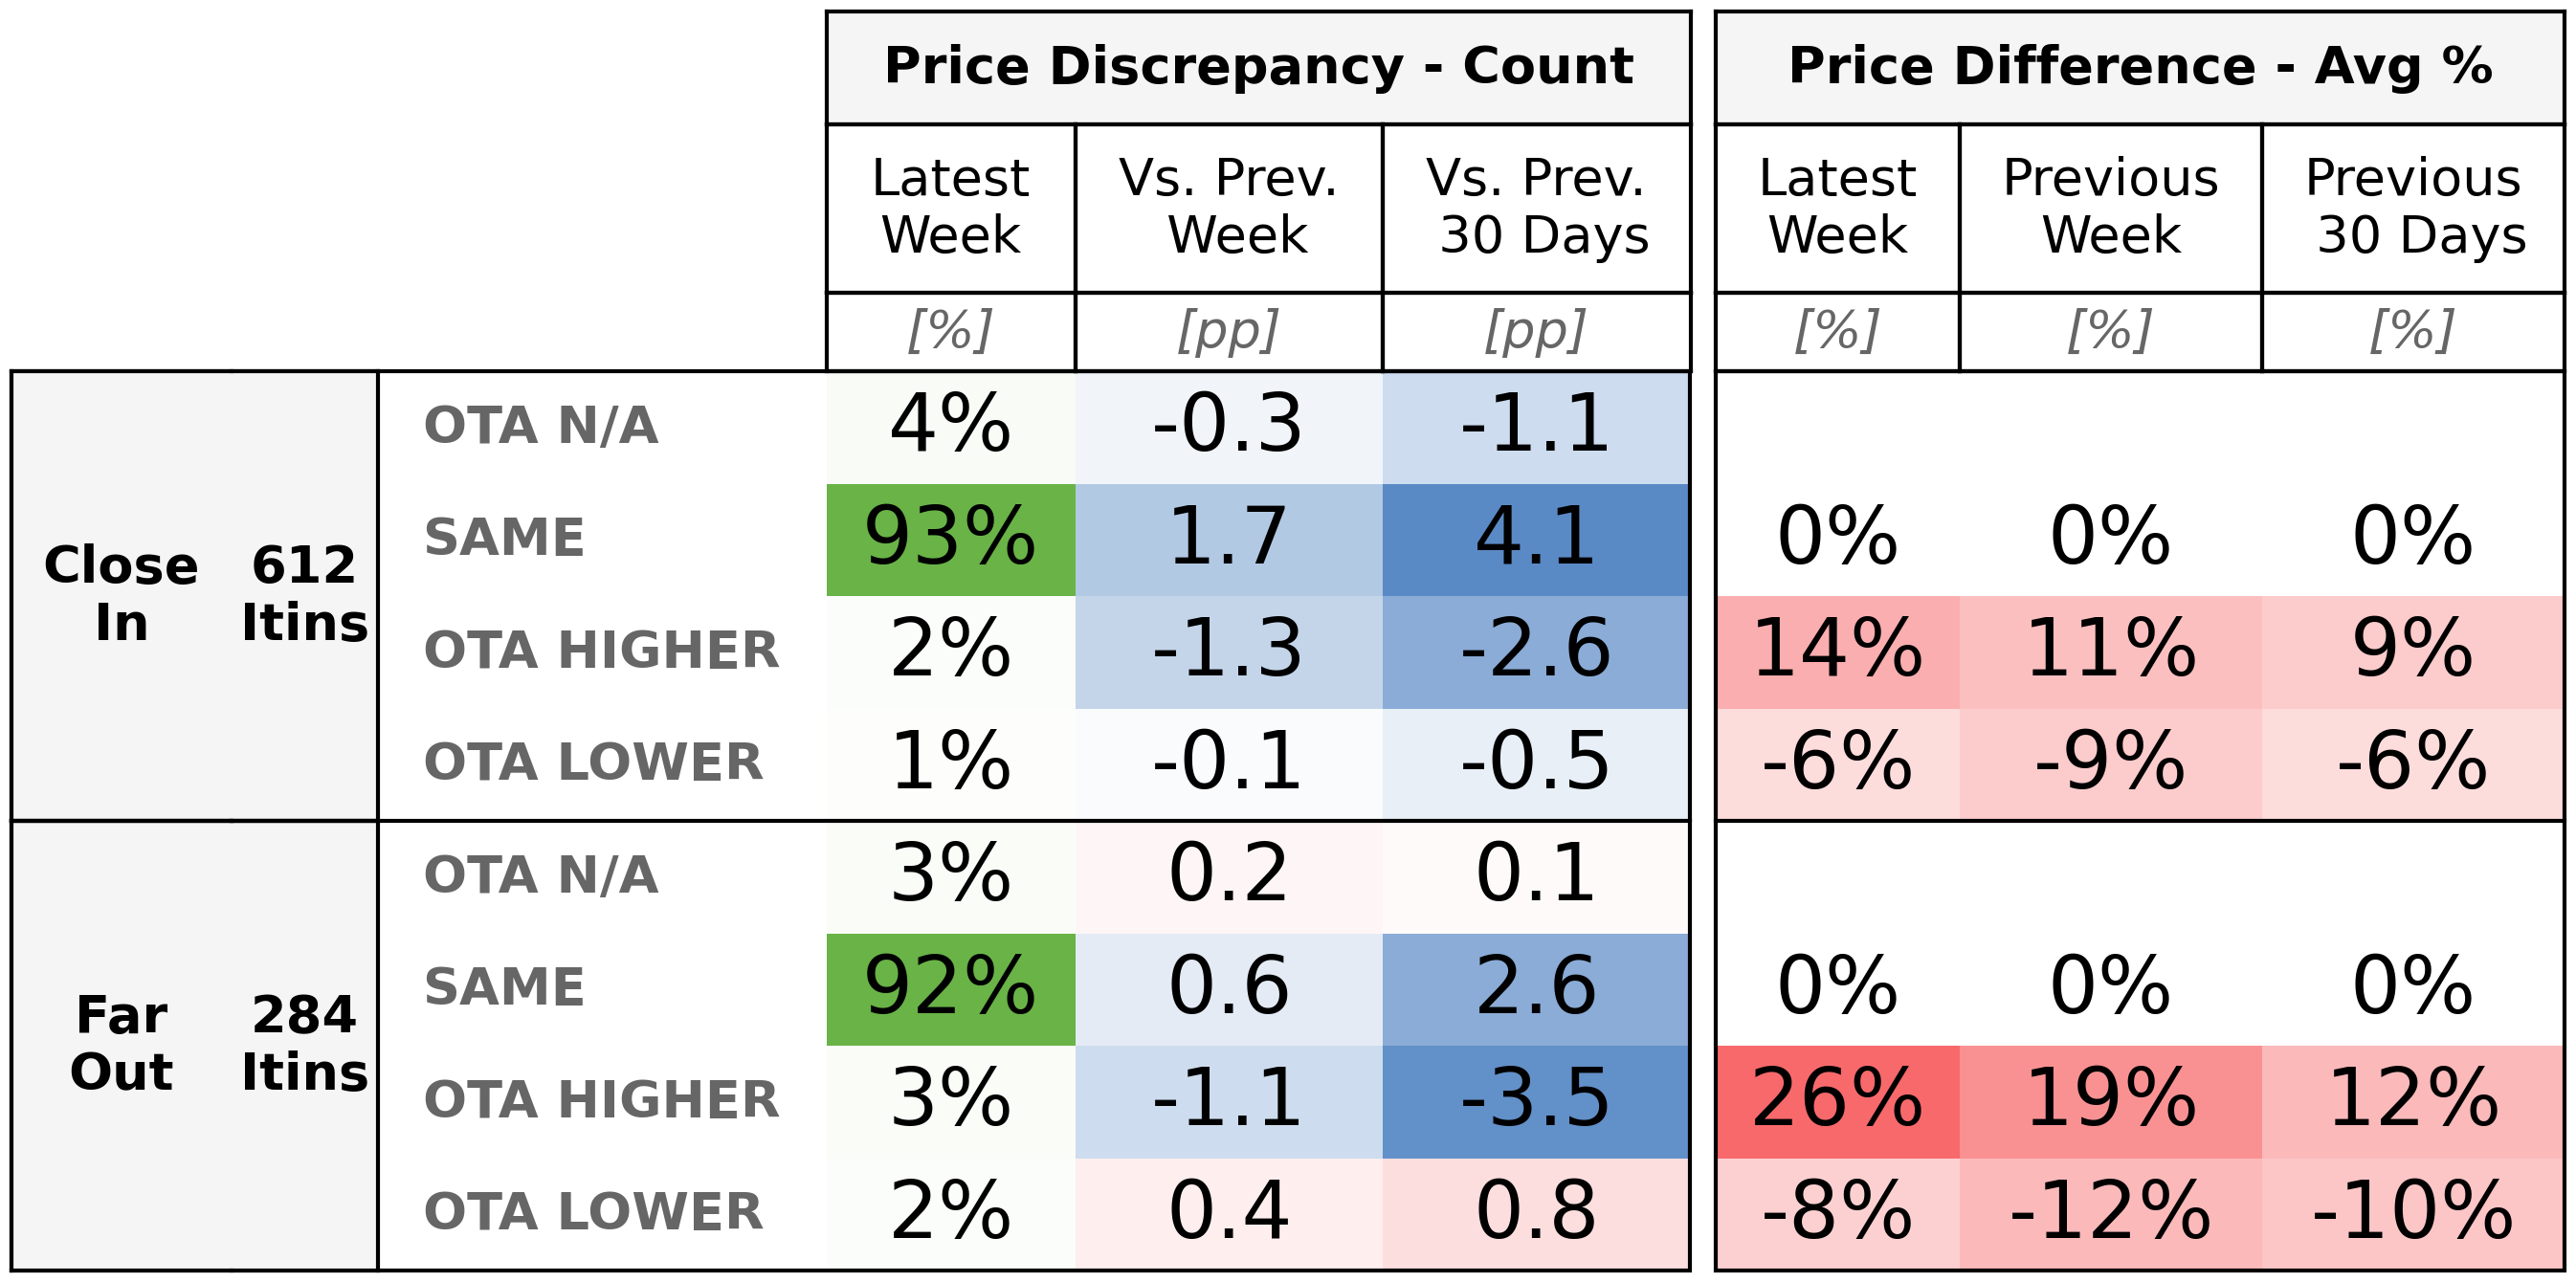 Price Discrepancy - Count Price Difference - Avg %
Latest Week Vs. Prev. Week Vs. Prev. 30 Days Latest Week Previous Week Previous 30 Days
[%] [pp] [pp] [%] [%] [%]
Close In 612 Itins
OTA N/A 4% -0.3 -1.1
SAME 93% 1.7 4.1 0% 0% 0%
OTA HIGHER 2% -1.3 -2.6 14% 11% 9%
OTA LOWER 1% -0.1 -0.5 -6% -9% -6%
Far Out 284 Itins
OTA N/A 3% 0.2 0.1
SAME 92% 0.6 2.6 0% 0% 0%
OTA HIGHER 3% -1.1 -3.5 26% 19% 12%
OTA LOWER 2% 0.4 0.8 -8% -12% -10%